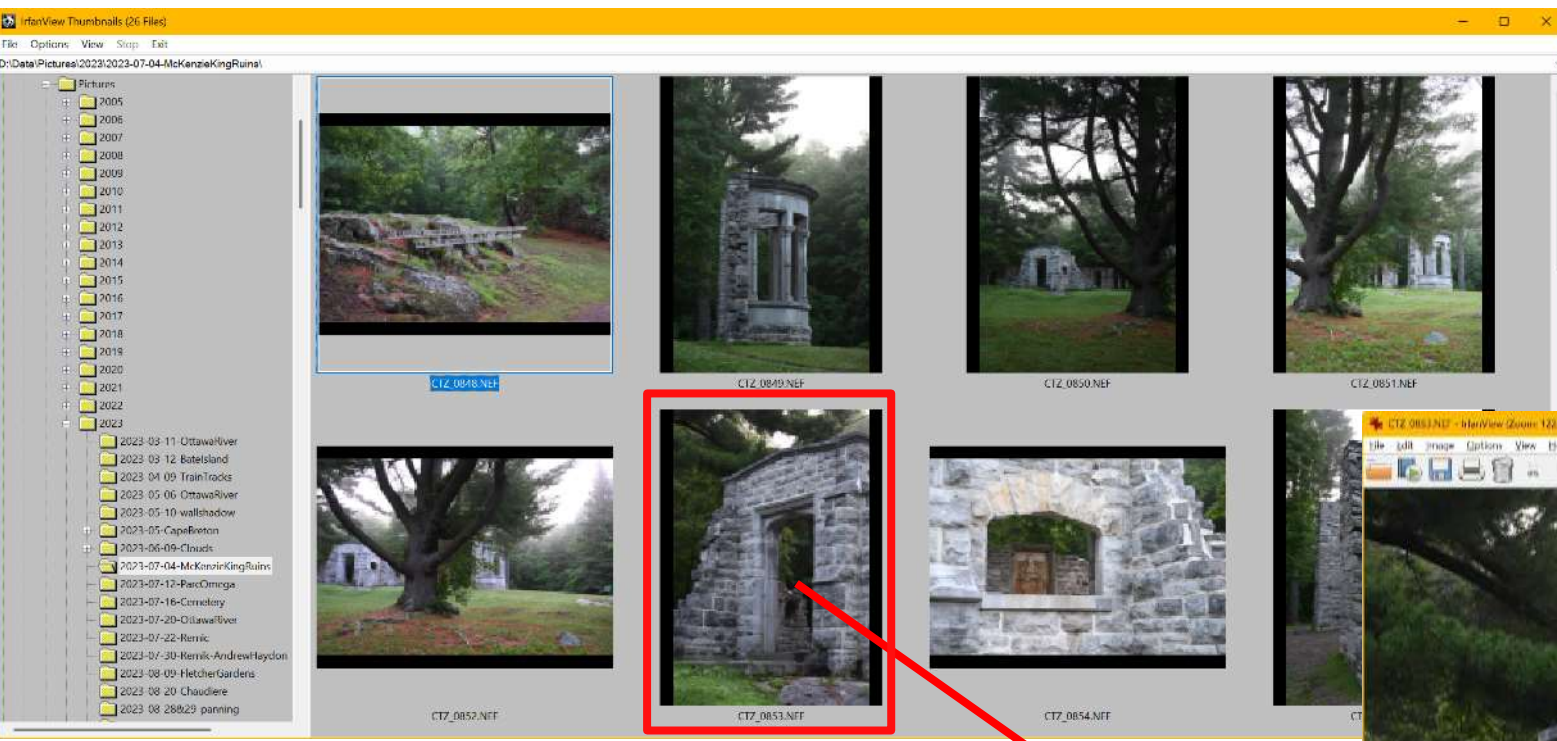 IrfanView Thumbnails (26 Files)
File Options View Stop Exit
D:\Data\Pictures\2023\2023-07-04-McKenzieKingRuins\
Pictures
2005
2006
2007
2008
2009
2010
2011
2012
2013
2014
2015
2016
2017
2018
2019
2020
2021
2022
2023
2023-03-11-OttawaRiver
2023-03-12-BateIsland
2023-04-09-TrainTracks
2023-05-06-OttawaRiver
2023-05-10-wallshadow
2023-05-CapeBreton
2023-06-09-Clouds
2023-07-04-McKenzieKingRuins
2023-07-12-ParcOmega
2023-07-16-Cemetery
2023-07-20-OttawaRiver
2023-07-22-Remic
2023-07-30-Remik-AndrewHaydon
2023-08-09-FletcherGardens
2023-08-20-Chaudiere
2023-08-28&29-panning
CTZ_0848.NEF
CTZ_0849.NEF
CTZ_0850.NEF
CTZ_0851.NEF
CTZ_0852.NEF
CTZ_0853.NEF
CTZ_0854.NEF
CTZ_0853.NEF - IrfanView (Zoom: 122
File Edit Image Options View